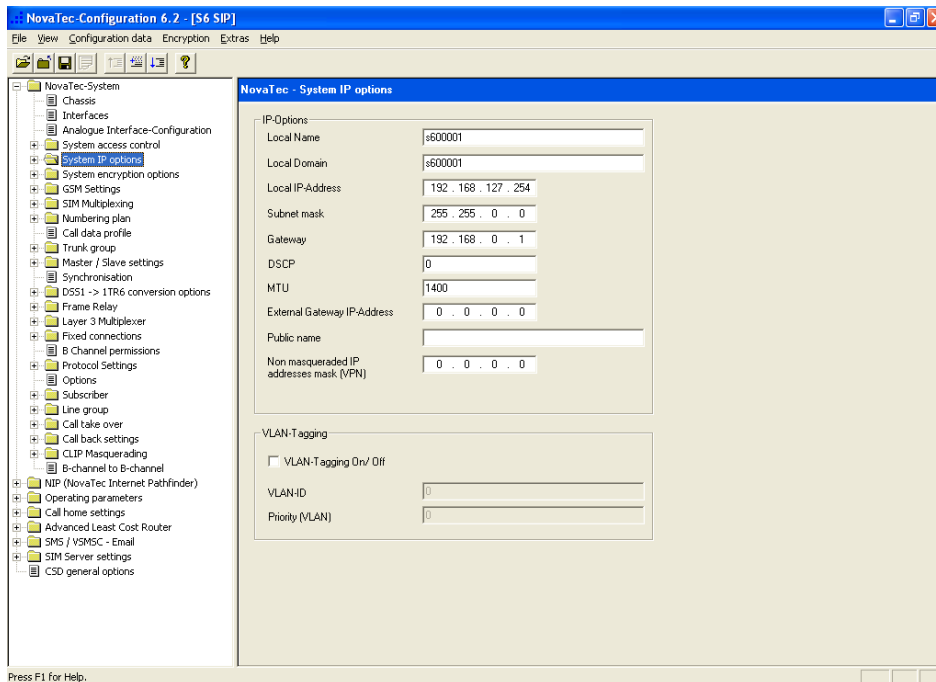 NovaTec-Configuration 6.2 - [S6 SIP]
File View Configuration data Encryption Extras Help
NovaTec-System
Chassis
Interfaces
Analogue Interface-Configuration
System access control
System IP options
System encryption options
GSM Settings
SIM Multiplexing
Numbering plan
Call data profile
Trunk group
Master / Slave settings
Synchronisation
DSS1 -> 1TR6 conversion options
Frame Relay
Layer 3 Multiplexer
Fixed connections
B Channel permissions
Protocol Settings
Options
Subscriber
Line group
Call take over
Call back settings
CLIP Masquerading
B-channel to B-channel
NIP (NovaTec Internet Pathfinder)
Operating parameters
Call home settings
Advanced Least Cost Router
SMS / VSMSC - Email
SIM Server settings
CSD general options
NovaTec - System IP options
IP-Options
Local Name s600001
Local Domain s600001
Local IP-Address 192 . 168 . 127 . 254
Subnet mask 255 . 255 . 0 . 0
Gateway 192 . 168 . 0 . 1
DSCP 0
MTU 1400
External Gateway IP-Address 0 . 0 . 0 . 0
Public name
Non masqueraded IP
addresses mask (VPN) 0 . 0 . 0 . 0
VLAN-Tagging
VLAN-Tagging On/ Off
VLAN-ID 0
Priority (VLAN) 0
Press F1 for Help.